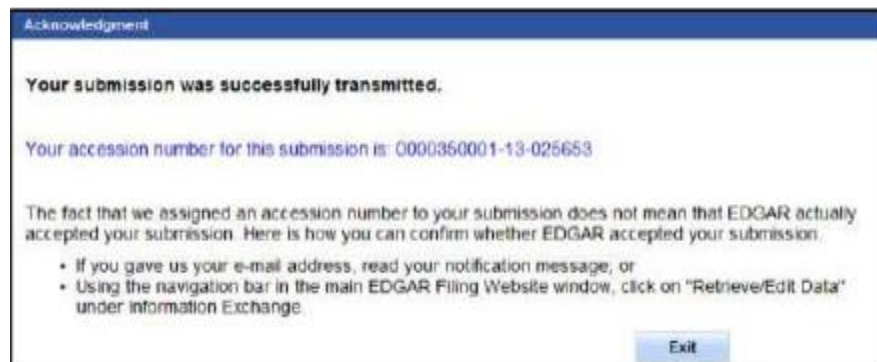 Acknowledgment
Your submission was successfully transmitted.
Your accession number for this submission is: 0000350001-13-025653
The fact that we assigned an accession number to your submission does not mean that EDGAR actually
accepted your submission. Here is how you can confirm whether EDGAR accepted your submission.
• If you gave us your e-mail address, read your notification message; or
• Using the navigation bar in the main EDGAR Filing Website window, click on "Retrieve/Edit Data"
under Information Exchange.
Exit